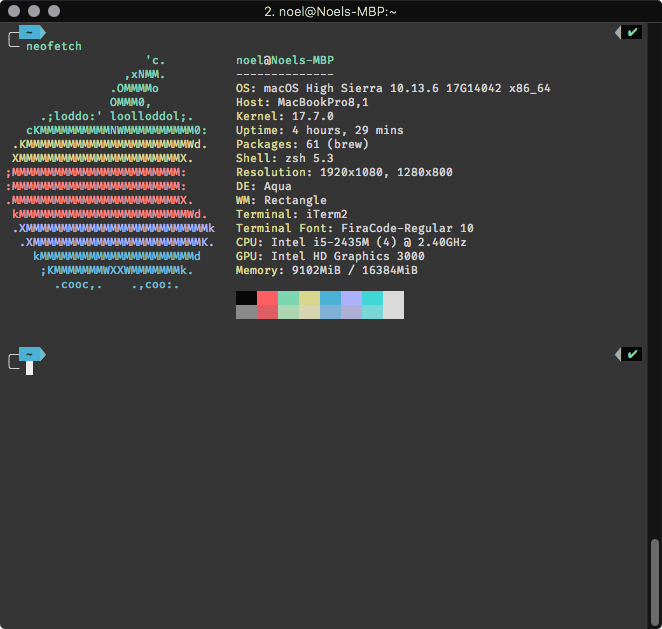 2. noel@Noels-MBP:~
~ ✔
neofetch
'c.          noel@Noels-MBP
,xNMM.           --------------
.OMMMMo           OS: macOS High Sierra 10.13.6 17G14042 x86_64
OMMM0,            Host: MacBookPro8,1
.;loddo:' loolloddol;.      Kernel: 17.7.0
cKMMMMMMMMMMNWMMMMMMMMMM0:    Uptime: 4 hours, 29 mins
.KMMMMMMMMMMMMMMMMMMMMMMMWd.    Packages: 61 (brew)
XMMMMMMMMMMMMMMMMMMMMMMMX.      Shell: zsh 5.3
;MMMMMMMMMMMMMMMMMMMMMMMM:       Resolution: 1920x1080, 1280x800
:MMMMMMMMMMMMMMMMMMMMMMMM:       DE: Aqua
.MMMMMMMMMMMMMMMMMMMMMMMMX.      WM: Rectangle
kMMMMMMMMMMMMMMMMMMMMMMMMWd.    Terminal: iTerm2
.XMMMMMMMMMMMMMMMMMMMMMMMMMMk   Terminal Font: FiraCode-Regular 10
.XMMMMMMMMMMMMMMMMMMMMMMMMK.   CPU: Intel i5-2435M (4) @ 2.40GHz
kMMMMMMMMMMMMMMMMMMMMMMd     GPU: Intel HD Graphics 3000
;KMMMMMMMWXXWMMMMMMMk.      Memory: 9102MiB / 16384MiB
.cooc,.    .,coo:.
~ ✔